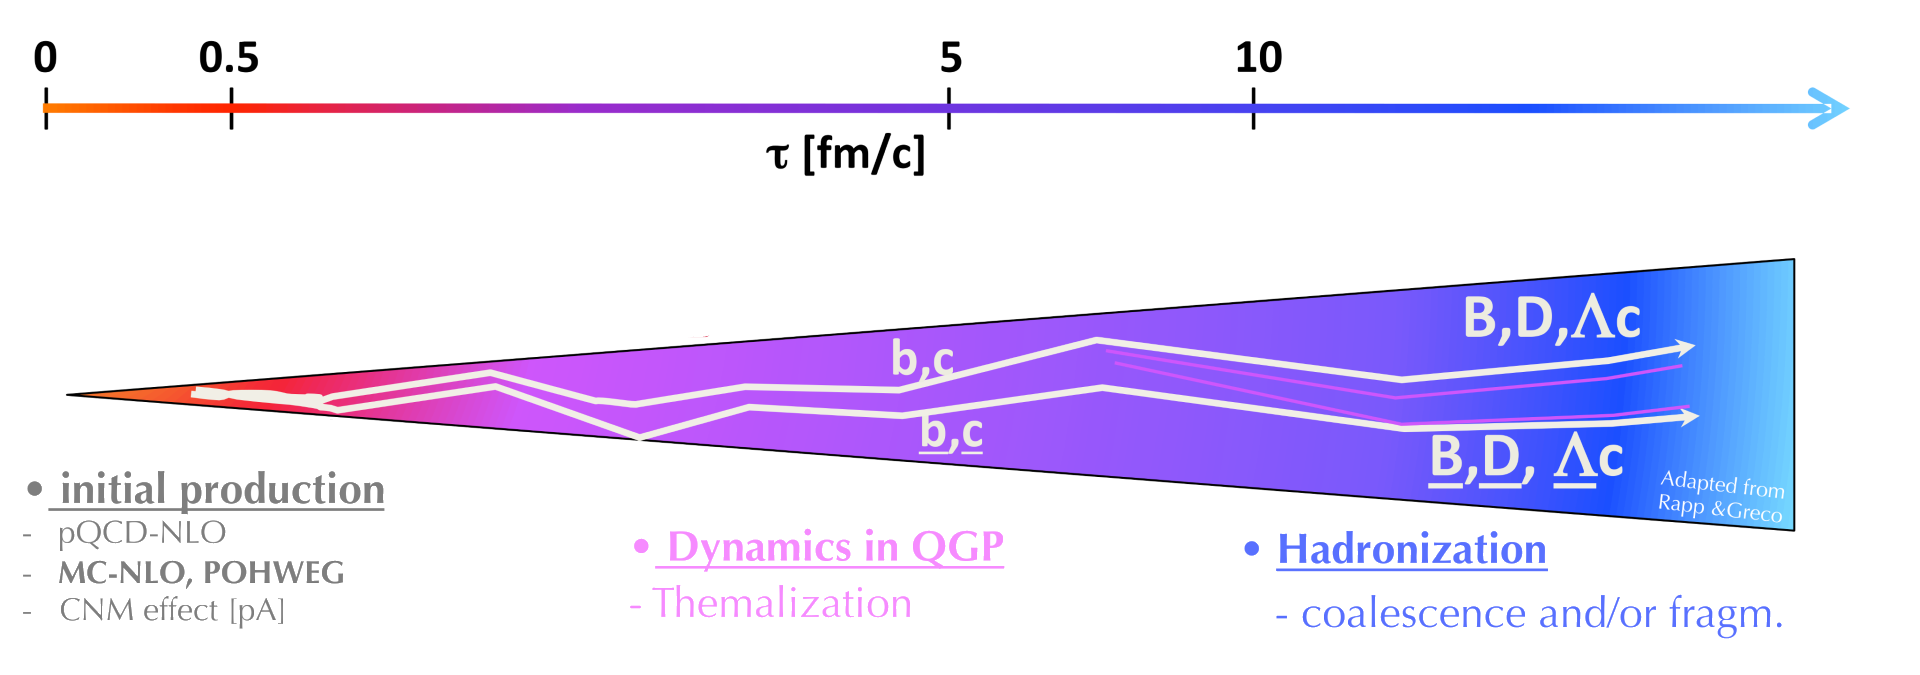 0 0.5 5 10
τ [fm/c]
B,D,Λc
b,c
b,c
B,D, Λc
Adapted from
Rapp &Greco
• initial production
- pQCD-NLO
- MC-NLO, POHWEG
- CNM effect [pA]
• Dynamics in QGP
- Themalization
• Hadronization
- coalescence and/or fragm.